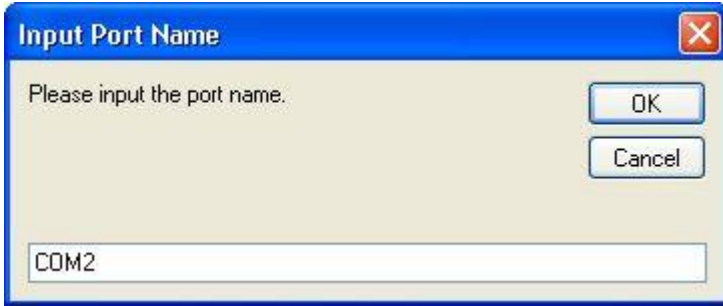 Input Port Name
Please input the port name.
OK
Cancel
COM2